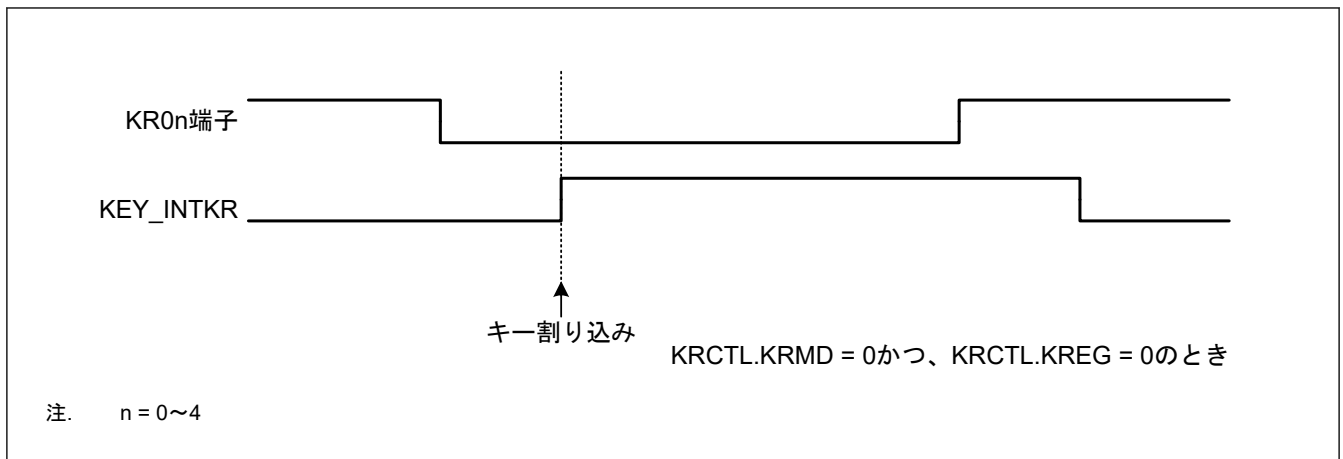 KR0n端子
KEY_INTKR
キー割り込み
KRCTL.KRMD = 0かつ、KRCTL.KREG = 0のとき
注. n = 0～4